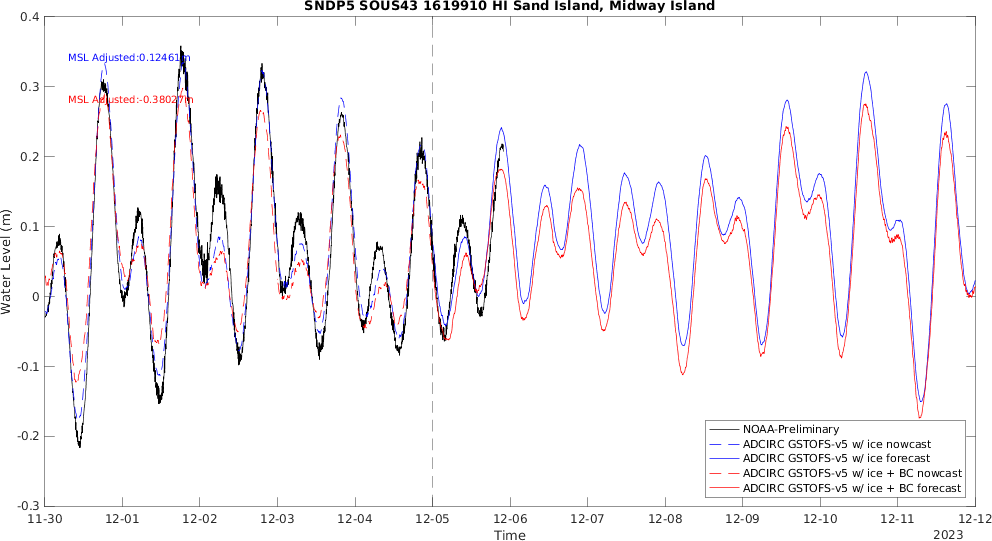 SNDP5 SOUS43 1619910 HI Sand Island, Midway Island
0.4
0.3
0.2
0.1
0
-0.1
-0.2
-0.3
Water Level (m)
MSL Adjusted:0.12461m
MSL Adjusted:-0.38027m
NOAA-Preliminary
ADCIRC GSTOFS-v5 w/ ice nowcast
ADCIRC GSTOFS-v5 w/ ice forecast
ADCIRC GSTOFS-v5 w/ ice + BC nowcast
ADCIRC GSTOFS-v5 w/ ice + BC forecast
11-30 12-01 12-02 12-03 12-04 12-05 12-06 12-07 12-08 12-09 12-10 12-11 12-12
Time
2023